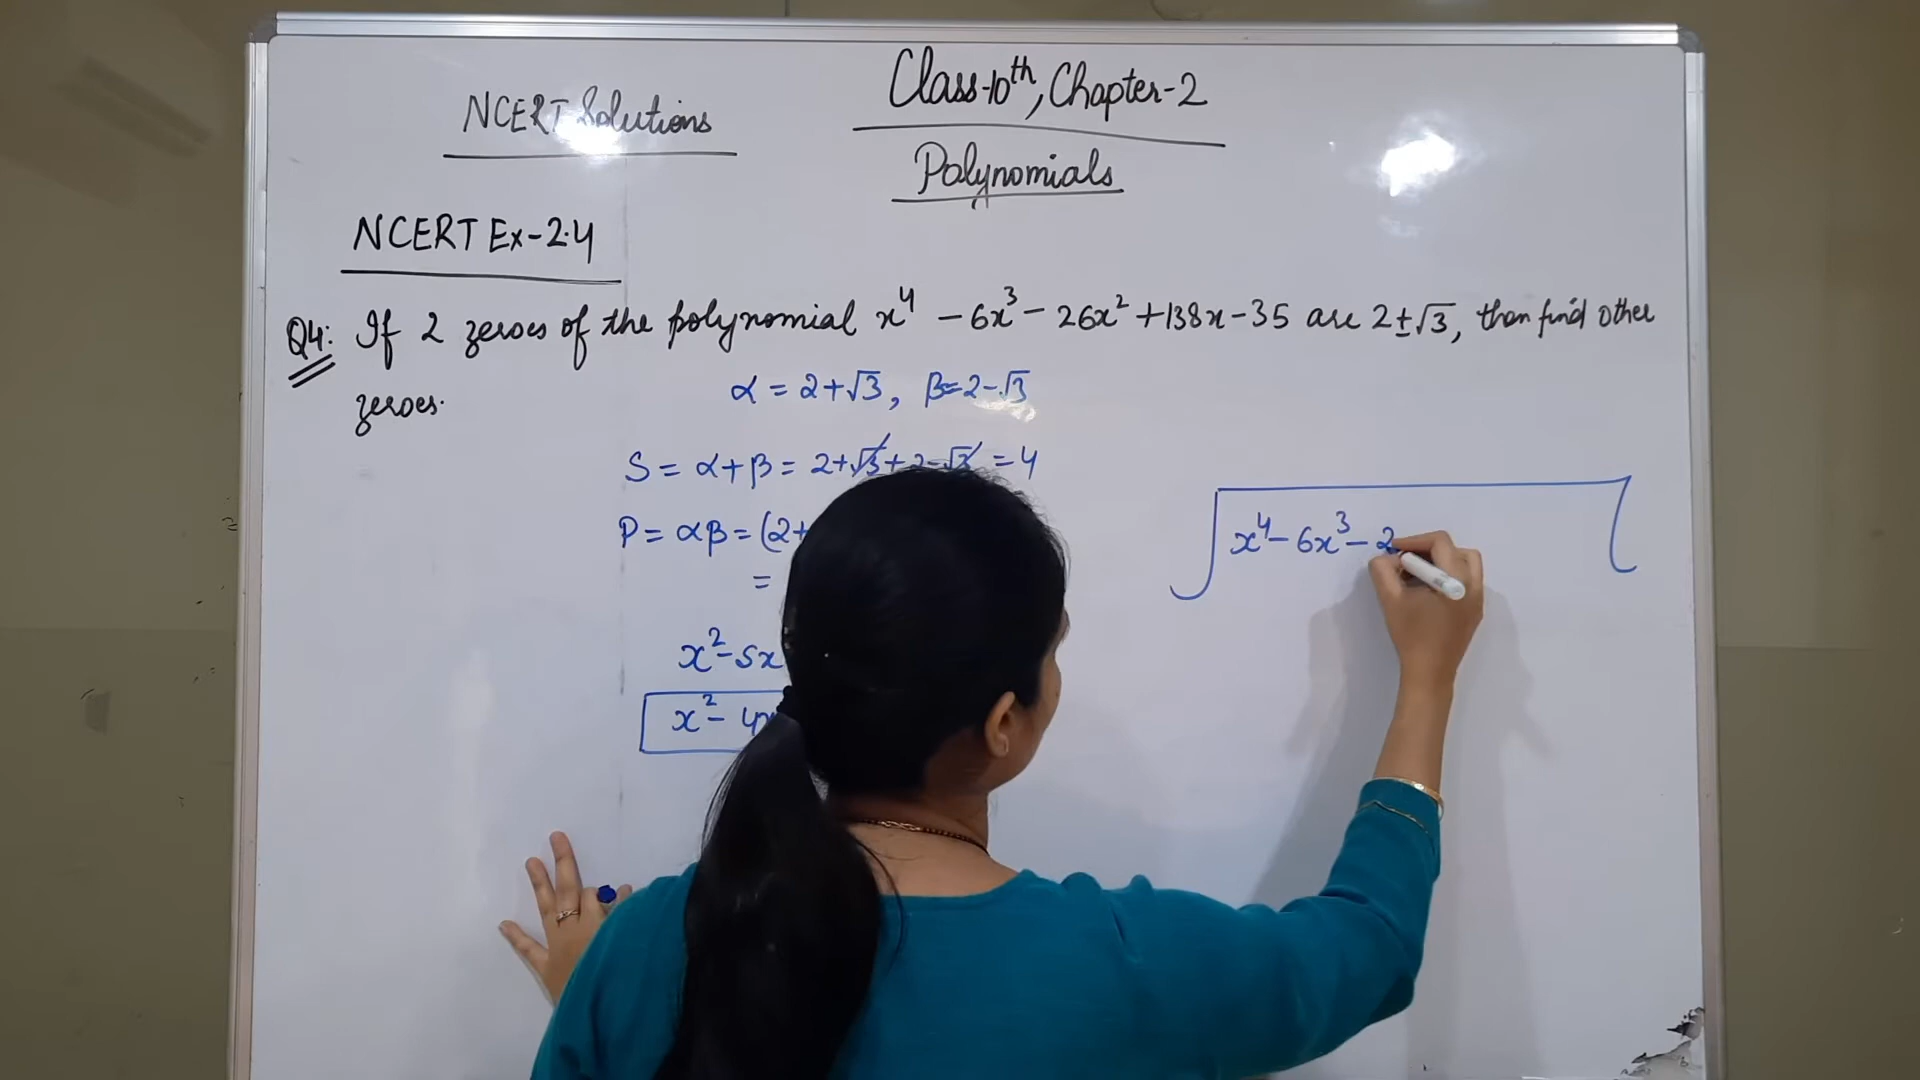 NCERT Solutions
Class-10th, Chapter-2
Polynomials
NCERT Ex-2.4
Q4: If 2 zeroes of the polynomial x⁴ - 6x³ - 26x² + 138x - 35 are 2±√3, then find other
zeroes.
α = 2+√3, β=2-√3
S = α+β = 2+√3+2-√3 = 4
P = αβ = (2+
=
x² - Sx
x² - 4x
x⁴ - 6x³ - 2